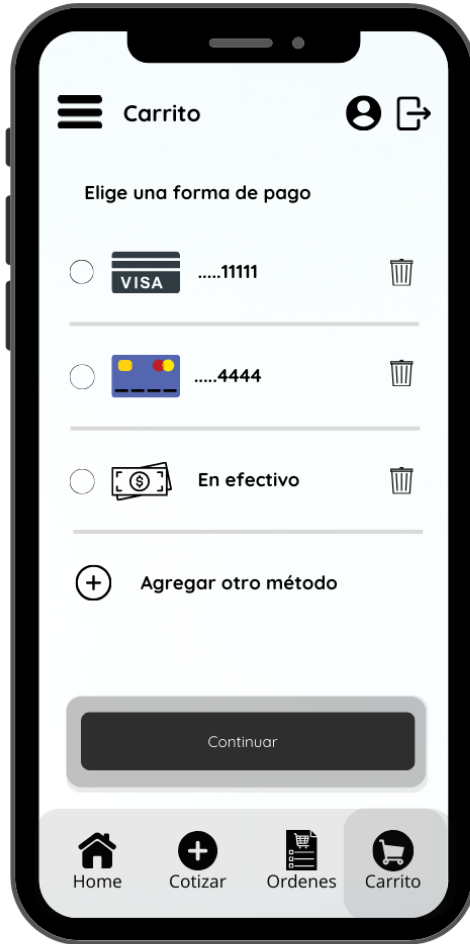 Carrito
Elige una forma de pago
VISA .....11111
.....4444
En efectivo
Agregar otro método
Continuar
Home Cotizar Ordenes Carrito